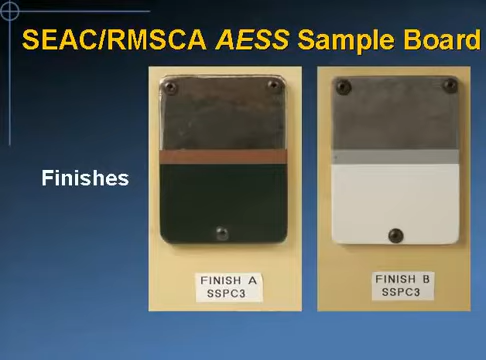 SEAC/RMSCA AESS Sample Board
Finishes
FINISH A
SSPC3
FINISH B
SSPC3